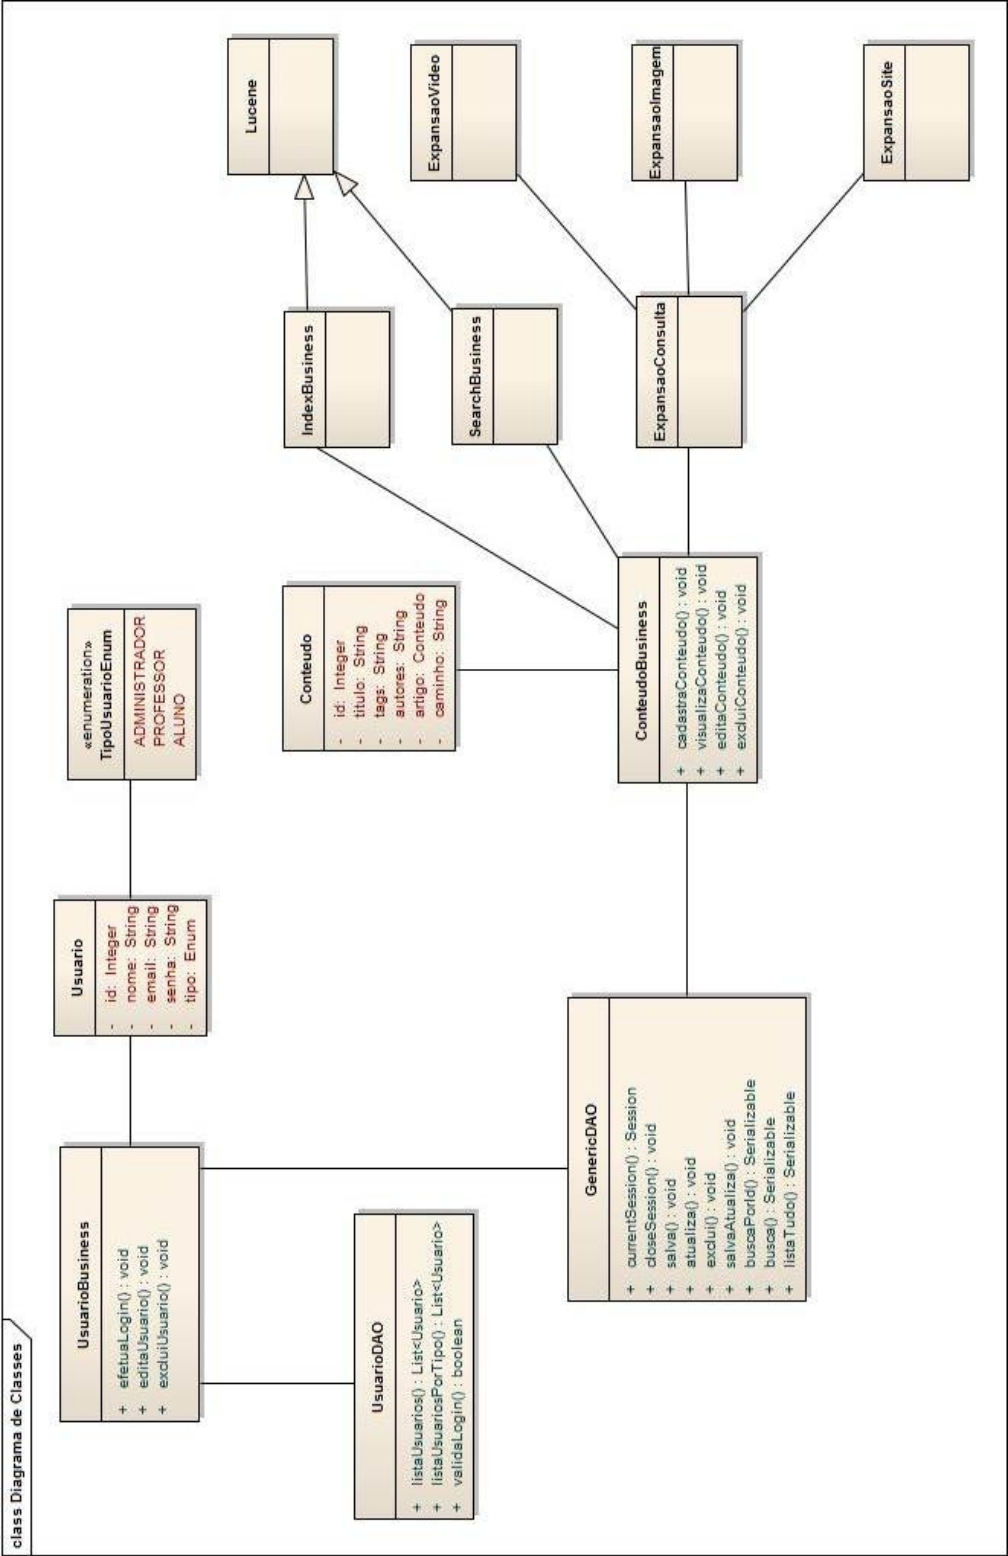 class Diagrama de Classes
UsuarioBusiness
+ efetuaLogin() : void
+ editaUsuario() : void
+ excluiUsuario() : void
Usuario
- id: Integer
- nome: String
- email: String
- senha: String
- tipo: Enum
«enumeration»
TipoUsuarioEnum
ADMINISTRADOR
PROFESSOR
ALUNO
UsuarioDAO
+ listaUsuarios() : List<Usuario>
+ listaUsuariosPorTipo() : List<Usuario>
+ validaLogin() : boolean
Conteudo
- id: Integer
- titulo: String
- tags: String
- autores: String
- artigo: Conteudo
- caminho: String
IndexBusiness
Lucene
SearchBusiness
ExpansaoVideo
GenericDAO
+ currentSession() : Session
+ closeSession() : void
+ salva() : void
+ atualiza() : void
+ exclui() : void
+ salvaAtualiza() : void
+ buscaPorId() : Serializable
+ busca() : Serializable
+ listaTudo() : Serializable
ConteudoBusiness
+ cadastraConteudo() : void
+ visualizaConteudo() : void
+ editaConteudo() : void
+ excluiConteudo() : void
ExpansaoConsulta
ExpansaoImagem
ExpansaoSite